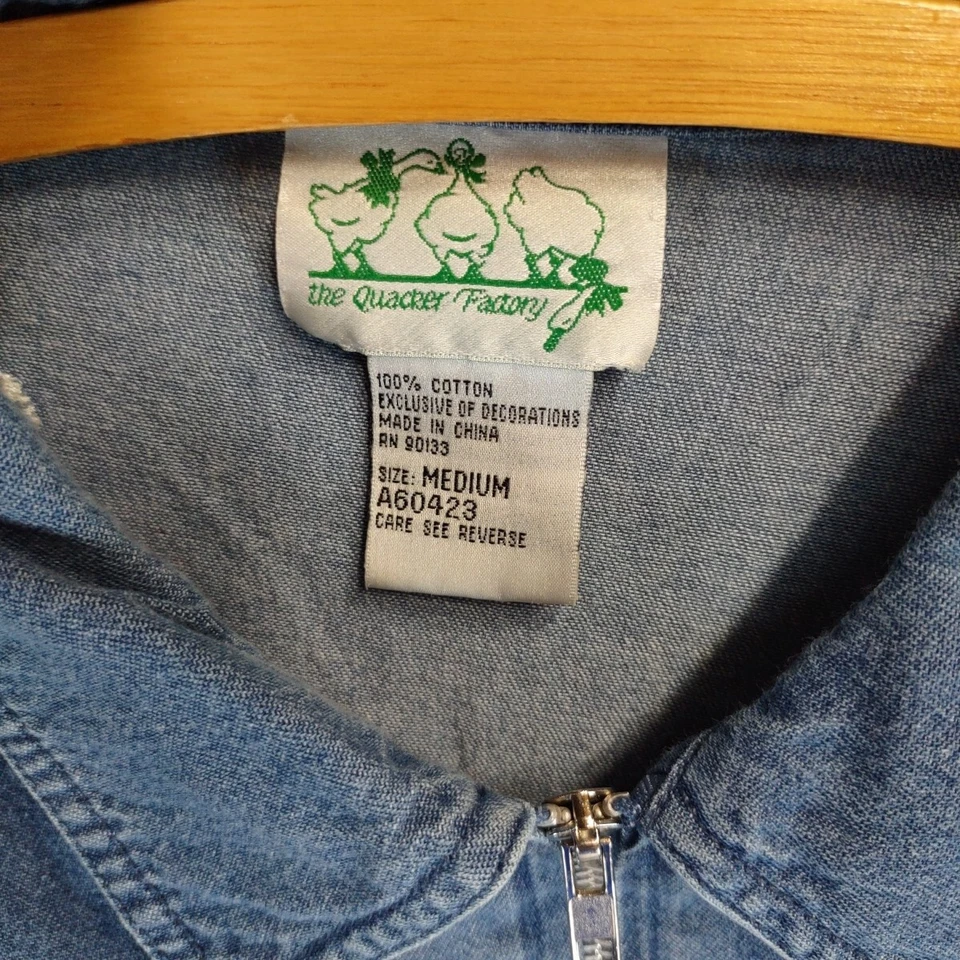 the Quacker Factory
100% COTTON
EXCLUSIVE OF DECORATIONS
MADE IN CHINA
RN 90133
SIZE: MEDIUM
A60423
CARE SEE REVERSE